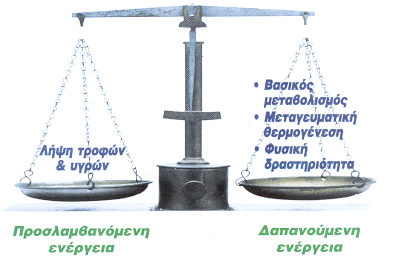 Λήψη τροφών
& υγρών
• Βασικός
μεταβολισμός
• Μεταγευματική
θερμογένεση
• Φυσική
δραστηριότητα
Προσλαμβανόμενη
ενέργεια
Δαπανούμενη
ενέργεια